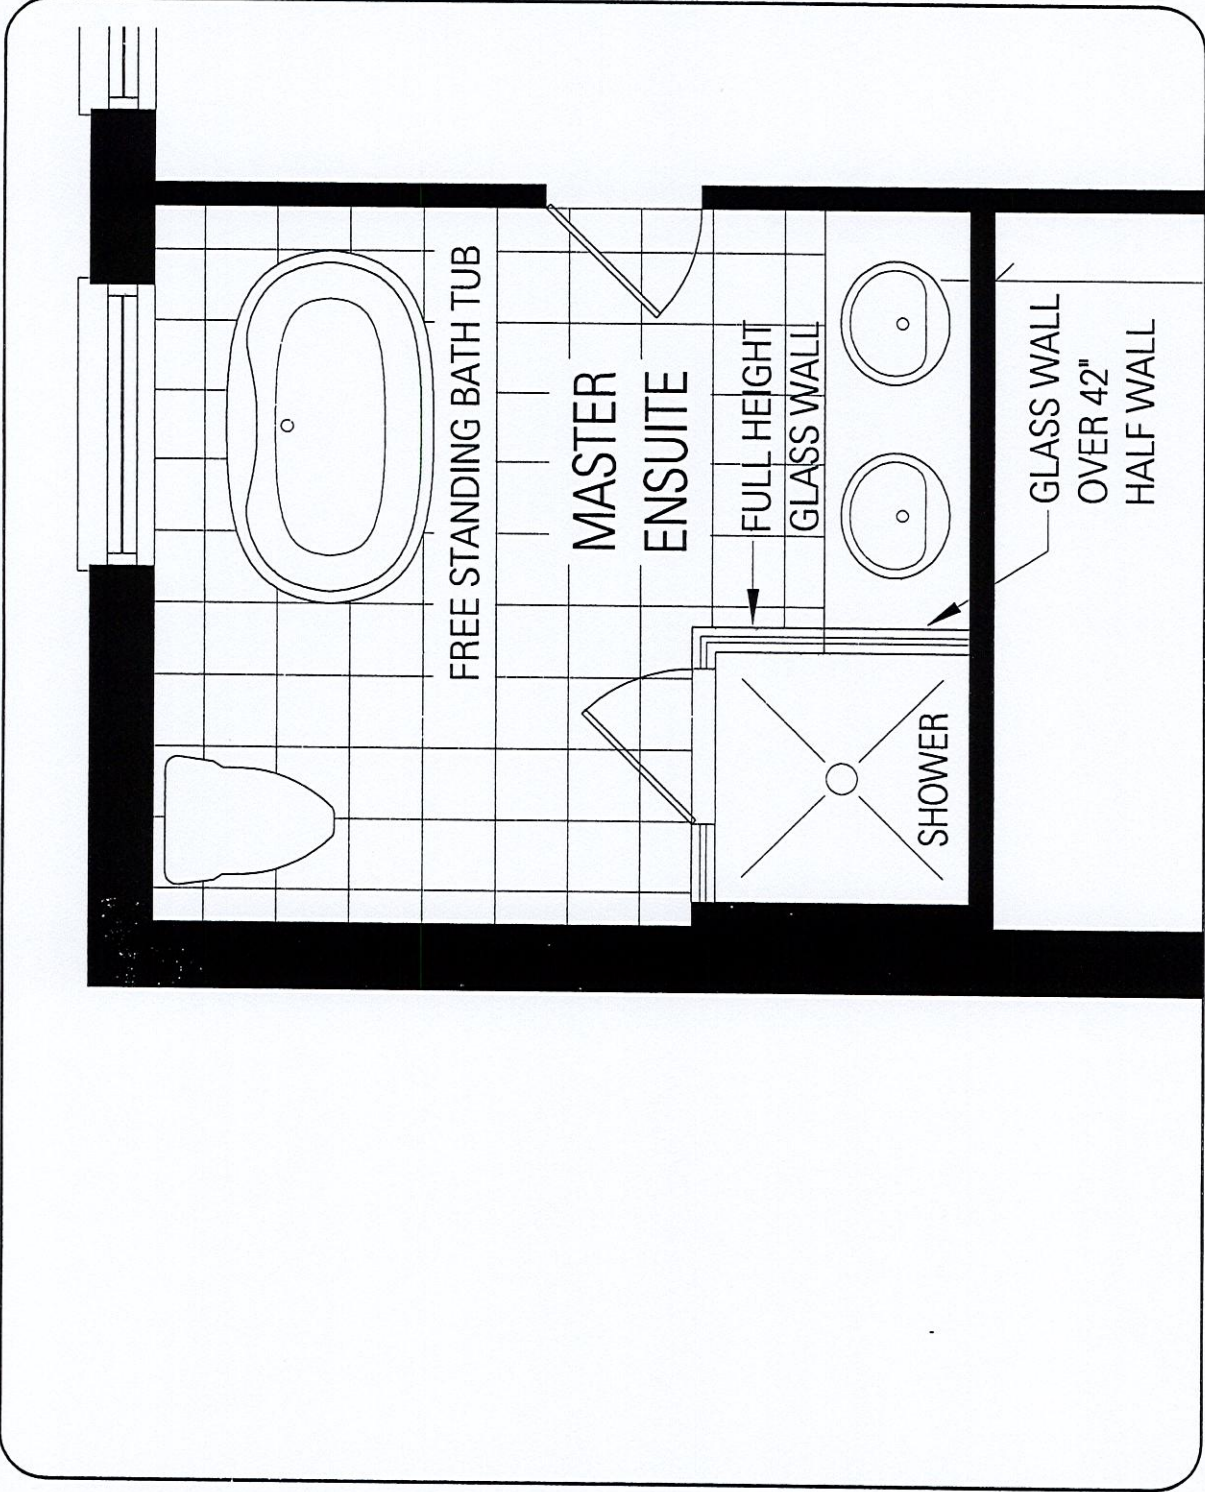 FREE STANDING BATH TUB
MASTER
ENSUITE
FULL HEIGHT
GLASS WALL
SHOWER
GLASS WALL
OVER 42"
HALF WALL